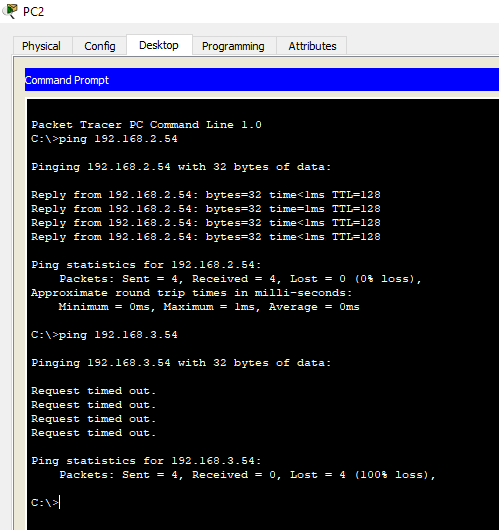 PC2
Physical Config Desktop Programming Attributes
Command Prompt
Packet Tracer PC Command Line 1.0
C:\>ping 192.168.2.54
Pinging 192.168.2.54 with 32 bytes of data:
Reply from 192.168.2.54: bytes=32 time<1ms TTL=128
Reply from 192.168.2.54: bytes=32 time=1ms TTL=128
Reply from 192.168.2.54: bytes=32 time<1ms TTL=128
Reply from 192.168.2.54: bytes=32 time<1ms TTL=128
Ping statistics for 192.168.2.54:
Packets: Sent = 4, Received = 4, Lost = 0 (0% loss),
Approximate round trip times in milli-seconds:
Minimum = 0ms, Maximum = 1ms, Average = 0ms
C:\>ping 192.168.3.54
Pinging 192.168.3.54 with 32 bytes of data:
Request timed out.
Request timed out.
Request timed out.
Request timed out.
Ping statistics for 192.168.3.54:
Packets: Sent = 4, Received = 0, Lost = 4 (100% loss),
C:\>